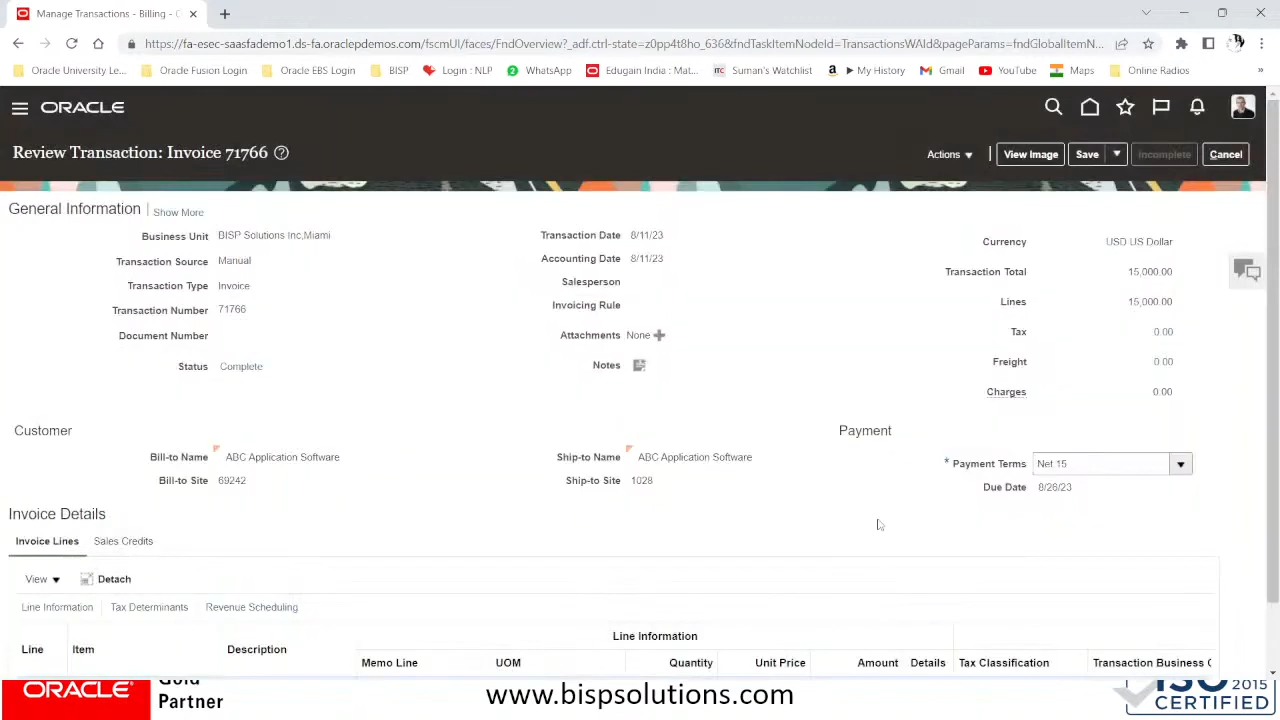 Manage Transactions - Billing - C
https://fa-esec-saasfademo1.ds-fa.oraclepdemos.com/fscmUI/faces/FndOverview?_adf.ctrl-state=z0pp4t8ho_636&fndTaskItemNodeId=TransactionsWAId&pageParams=fndGlobalItemN...
Oracle University Le... Oracle Fusion Login Oracle EBS Login BISP Login : NLP WhatsApp Edugain India : Mat... Suman's Watchlist My History Gmail YouTube Maps Online Radios »
ORACLE
Review Transaction: Invoice 71766
Actions View Image Save Incomplete Cancel
General Information | Show More
Business Unit BISP Solutions Inc,Miami
Transaction Source Manual
Transaction Type Invoice
Transaction Number 71766
Document Number
Status Complete
Transaction Date 8/11/23
Accounting Date 8/11/23
Salesperson
Invoicing Rule
Attachments None
Notes
Currency USD US Dollar
Transaction Total 15,000.00
Lines 15,000.00
Tax 0.00
Freight 0.00
Charges 0.00
Customer
Bill-to Name ABC Application Software
Bill-to Site 69242
Ship-to Name ABC Application Software
Ship-to Site 1028
Payment
* Payment Terms Net 15
Due Date 8/26/23
Invoice Details
Invoice Lines Sales Credits
View Detach
Line Information Tax Determinants Revenue Scheduling
Line Information
Line Item Description
Memo Line UOM Quantity Unit Price Amount Details Tax Classification Transaction Business C
ORACLE Gold
Partner
www.bispsolutions.com
ISO 2015
CERTIFIED